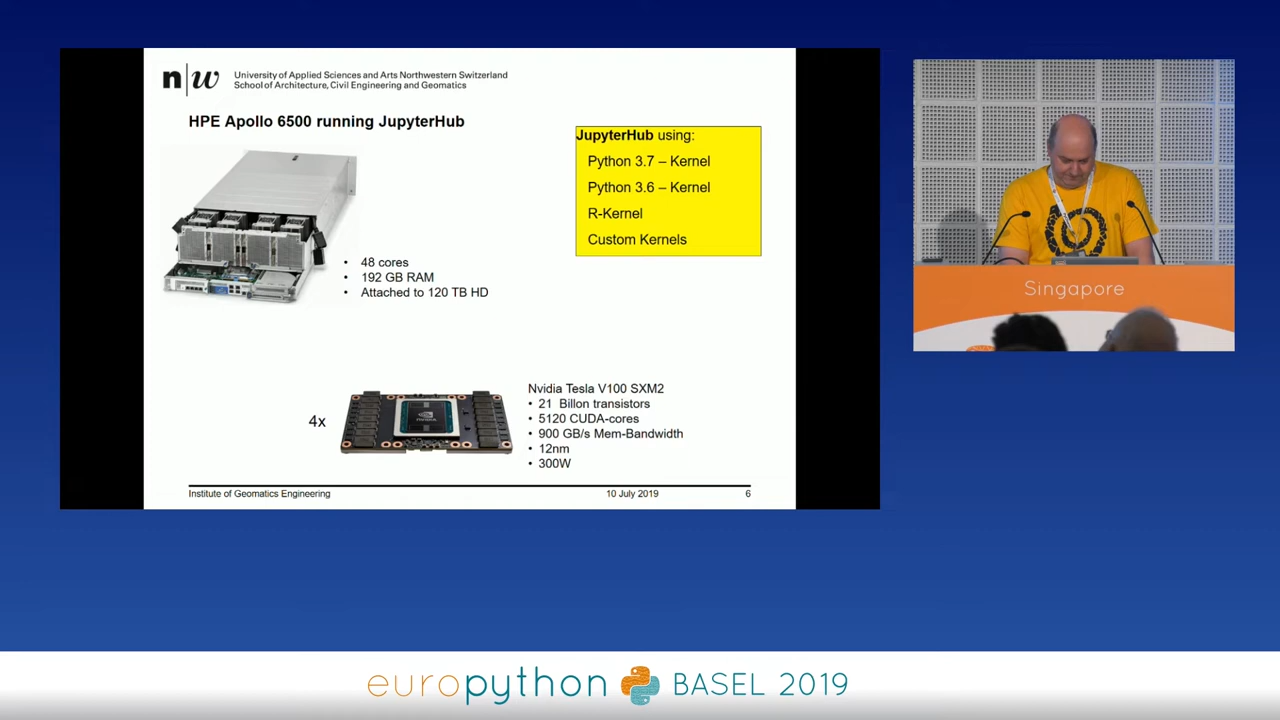 n|w University of Applied Sciences and Arts Northwestern Switzerland
School of Architecture, Civil Engineering and Geomatics
HPE Apollo 6500 running JupyterHub
JupyterHub using:
Python 3.7 – Kernel
Python 3.6 – Kernel
R-Kernel
Custom Kernels
• 48 cores
• 192 GB RAM
• Attached to 120 TB HD
4x
Nvidia Tesla V100 SXM2
• 21 Billon transistors
• 5120 CUDA-cores
• 900 GB/s Mem-Bandwidth
• 12nm
• 300W
Institute of Geomatics Engineering 10 July 2019 6
Singapore
europython BASEL 2019